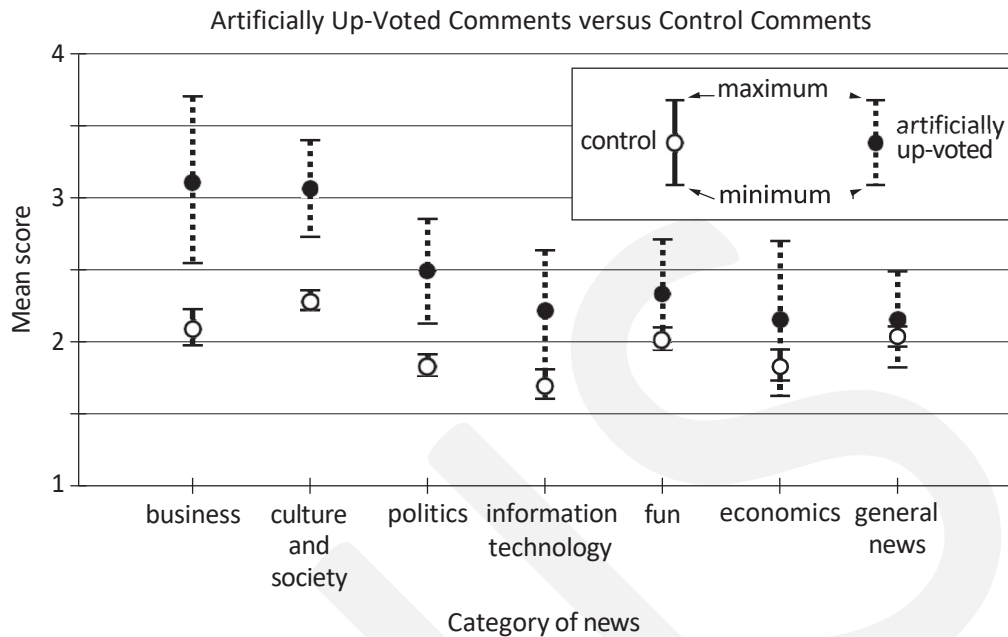 Artificially Up-Voted Comments versus Control Comments
4
3
2
1
Mean score
maximum
control
artificially
up-voted
minimum
business
culture
and
society
politics
information
technology
fun
economics
general
news
Category of news